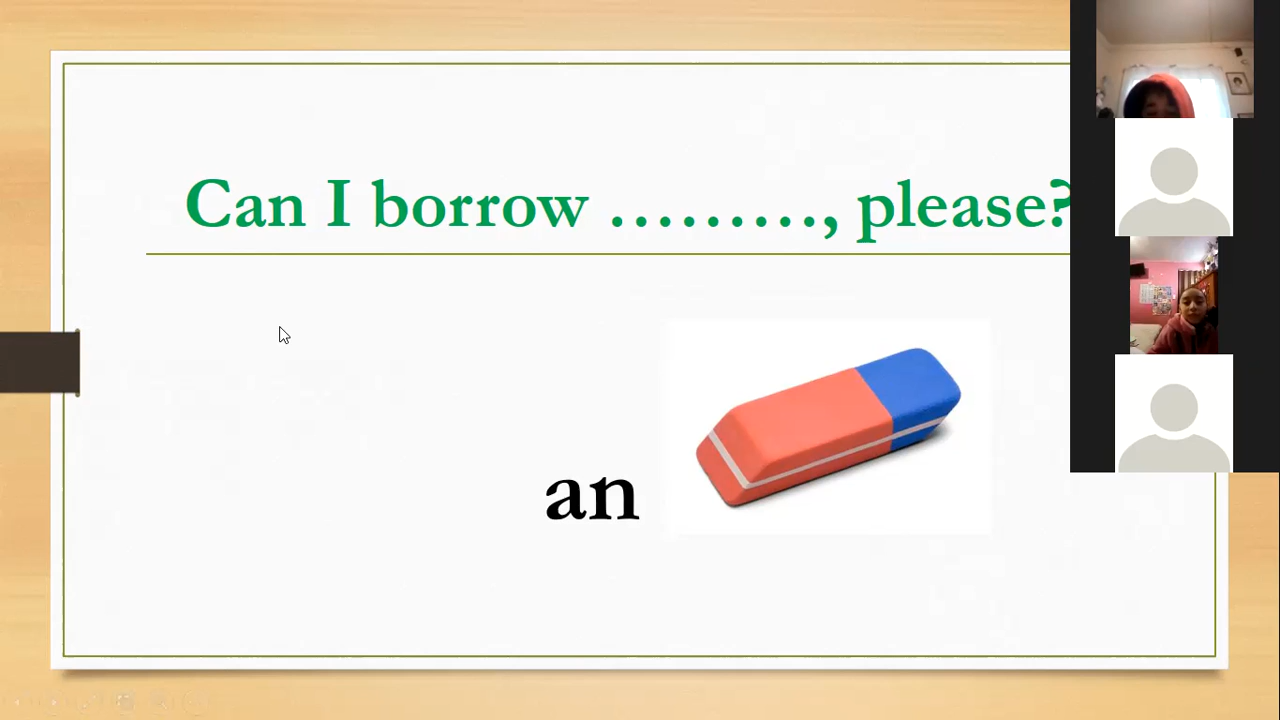 Can I borrow ........., please?
an